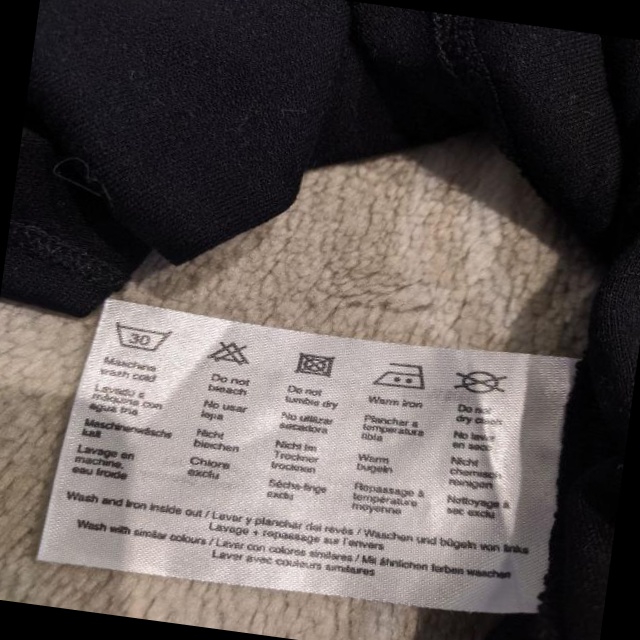 30
Machine wash cold
Do not bleach
Do not tumble dry
Warm iron
Do not dry clean
Lavado a máquina con agua fría
No usar lejía
No utilizar secadora
Planchar a temperatura tibia
No lavar en seco
Maschinenwäsche kalt
Nicht bleichen
Nicht im Trockner trocknen
Warm bügeln
Nicht chemisch reinigen
Lavage en machine, eau froide
Chlore exclu
Sèche-linge exclu
Repassage à température moyenne
Nettoyage à sec exclu
Wash and iron inside out / Lavar y planchar del revés / Waschen und bügeln von links
Lavage + repassage sur l'envers
Wash with similar colours / Lavar con colores similares / Mit ähnlichen farben waschen
Laver avec couleurs similaires